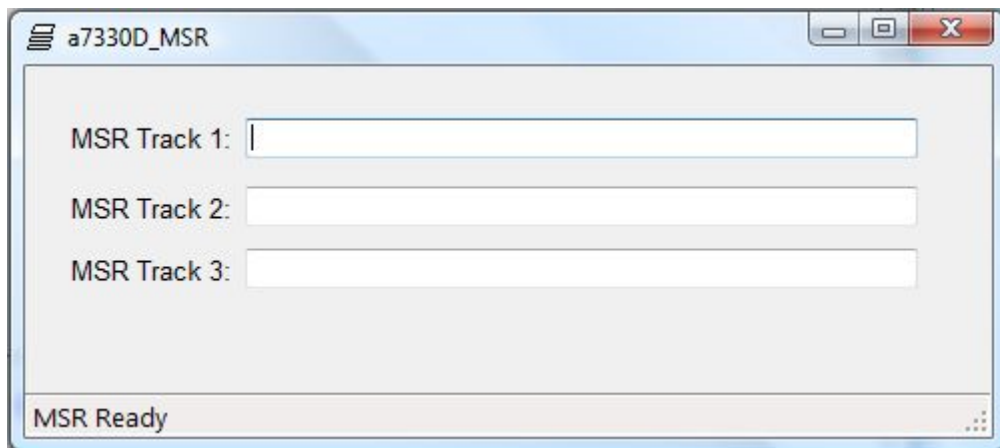 a7330D_MSR
MSR Track 1:
MSR Track 2:
MSR Track 3:
MSR Ready